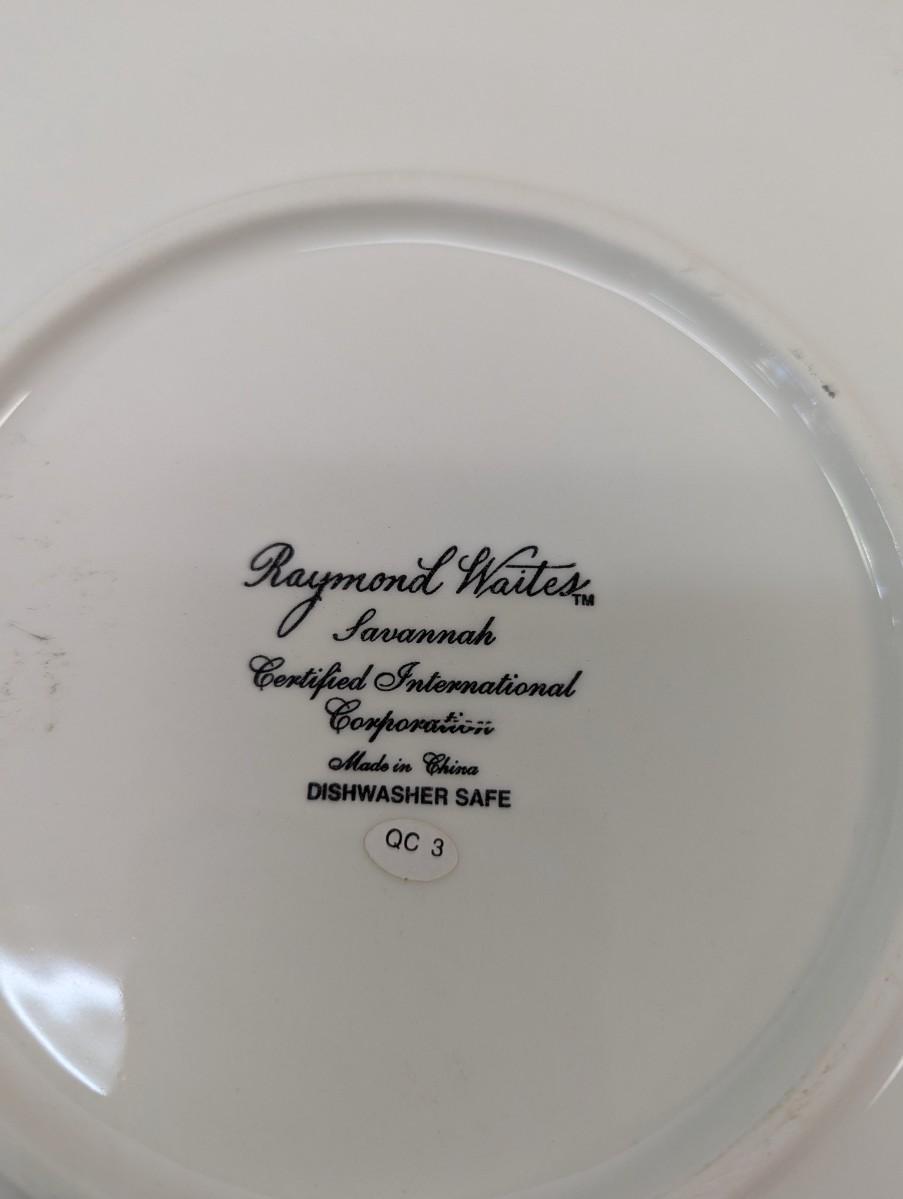 Raymond Waites™
Savannah
Certified International
Corporation
Made in China
DISHWASHER SAFE
QC 3